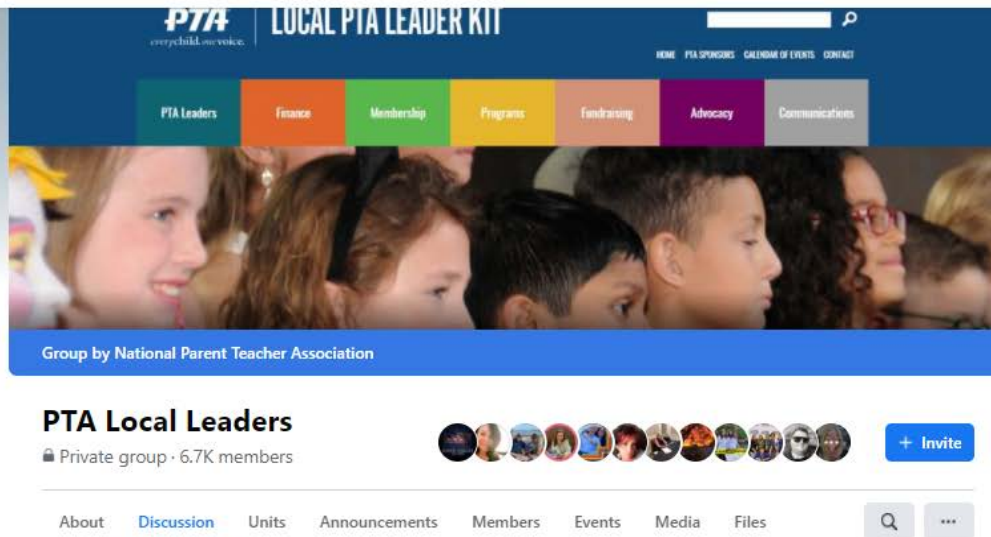 PTA
everychild.onevoice.
LOCAL PTA LEADER KIT
HOME PTA SPONSORS CALENDAR OF EVENTS CONTACT
PTA Leaders Finance Membership Programs Fundraising Advocacy Communications
Group by National Parent Teacher Association
PTA Local Leaders
Private group · 6.7K members
+ Invite
About Discussion Units Announcements Members Events Media Files